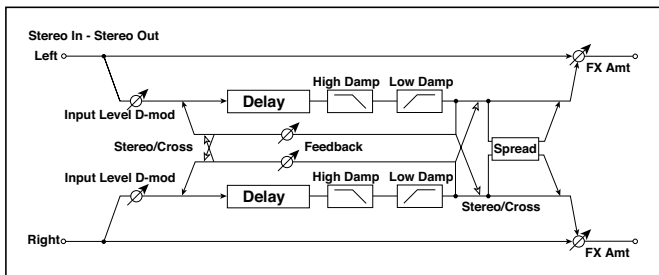 Stereo In - Stereo Out
Left
FX Amt
High Damp Low Damp
Delay
Input Level D-mod
Stereo/Cross
Feedback
Spread
Input Level D-mod
High Damp Low Damp
Delay
Stereo/Cross
Right
FX Amt